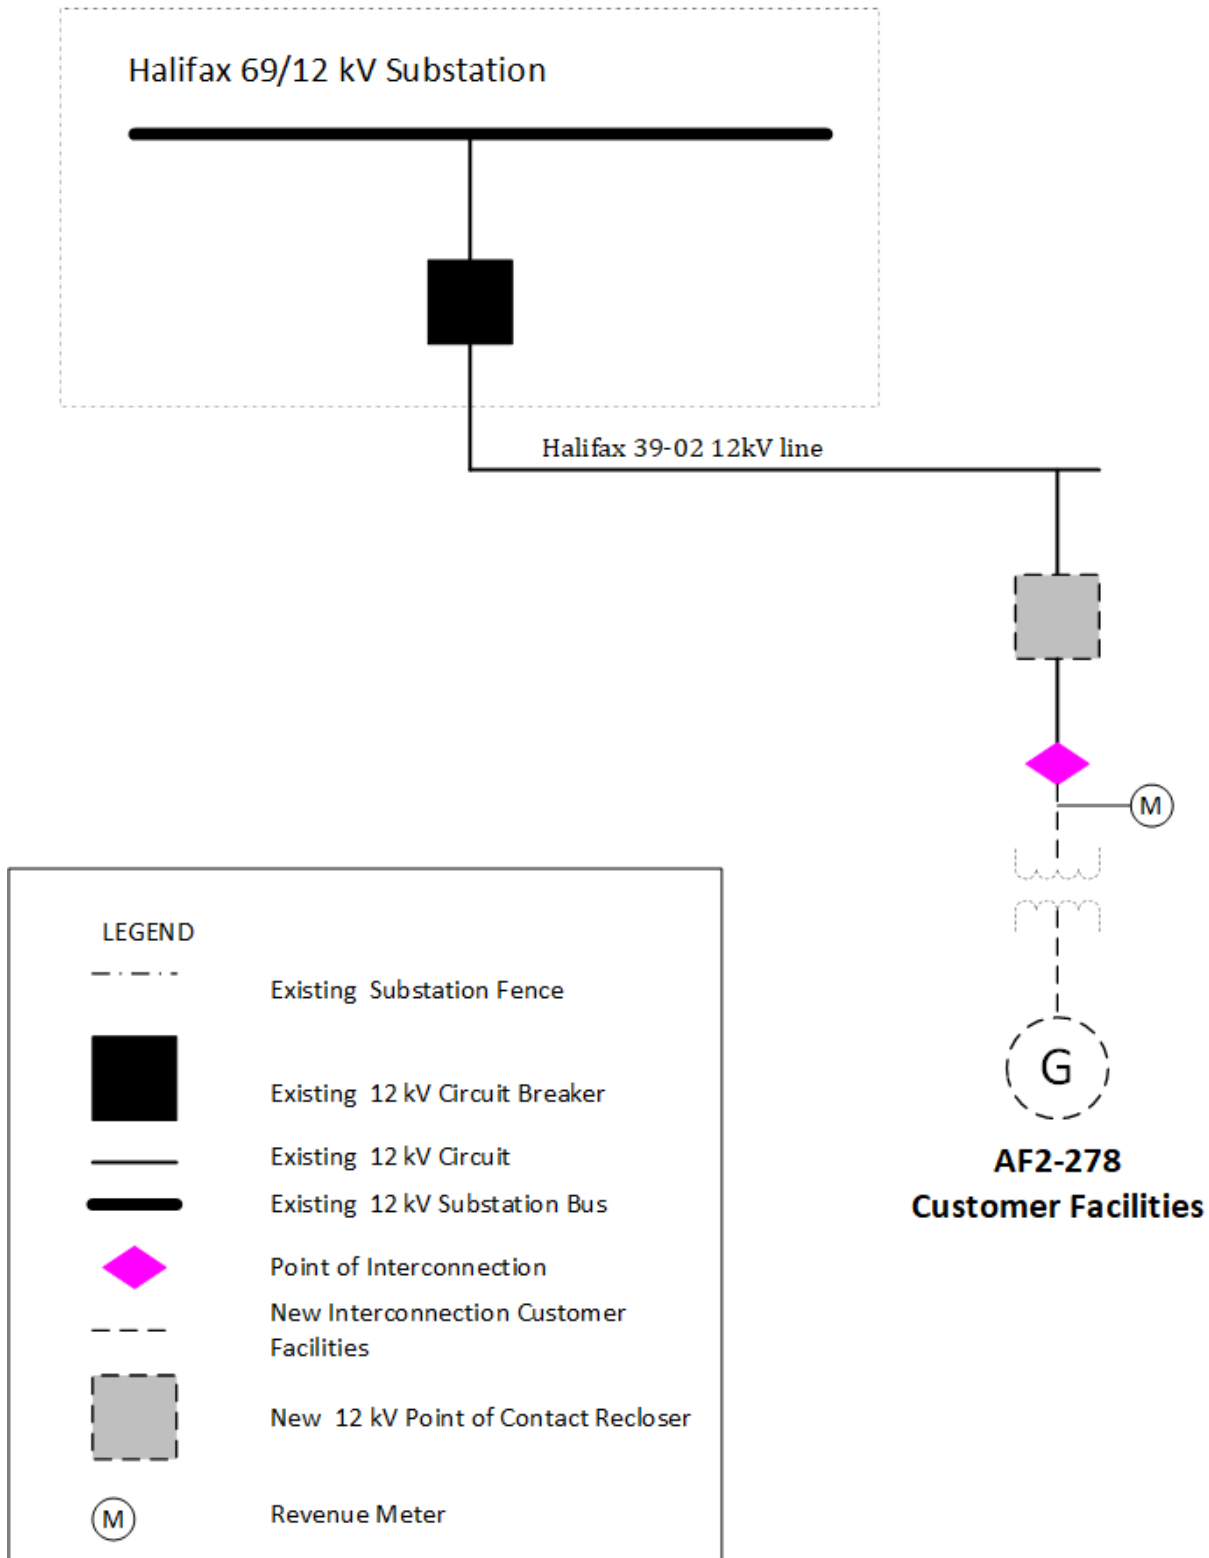 Halifax 69/12 kV Substation
Halifax 39-02 12kV line
M
G
AF2-278
Customer Facilities
LEGEND
Existing Substation Fence
Existing 12 kV Circuit Breaker
Existing 12 kV Circuit
Existing 12 kV Substation Bus
Point of Interconnection
New Interconnection Customer
Facilities
New 12 kV Point of Contact Recloser
M
Revenue Meter